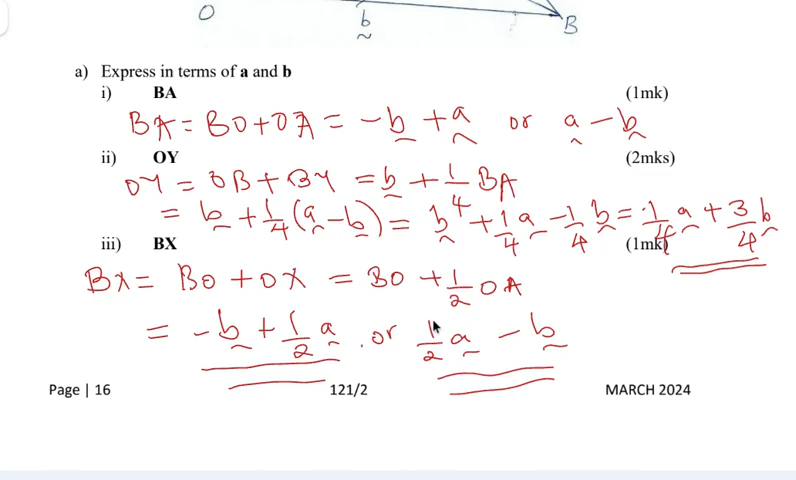 O
b
~
B
a) Express in terms of a and b
i) BA (1mk)
BA = BO + OA = -b + a or a - b
ii) OY (2mks)
OY = OB + BY = b + 1/4 BA
= b + 1/4 (a - b) = b + 1/4 a - 1/4 b = 1/4 a + 3/4 b
iii) BX (1mk)
BX = BO + OX = BO + 1/2 OA
= -b + 1/2 a . or 1/2 a - b
Page | 16 121/2 MARCH 2024